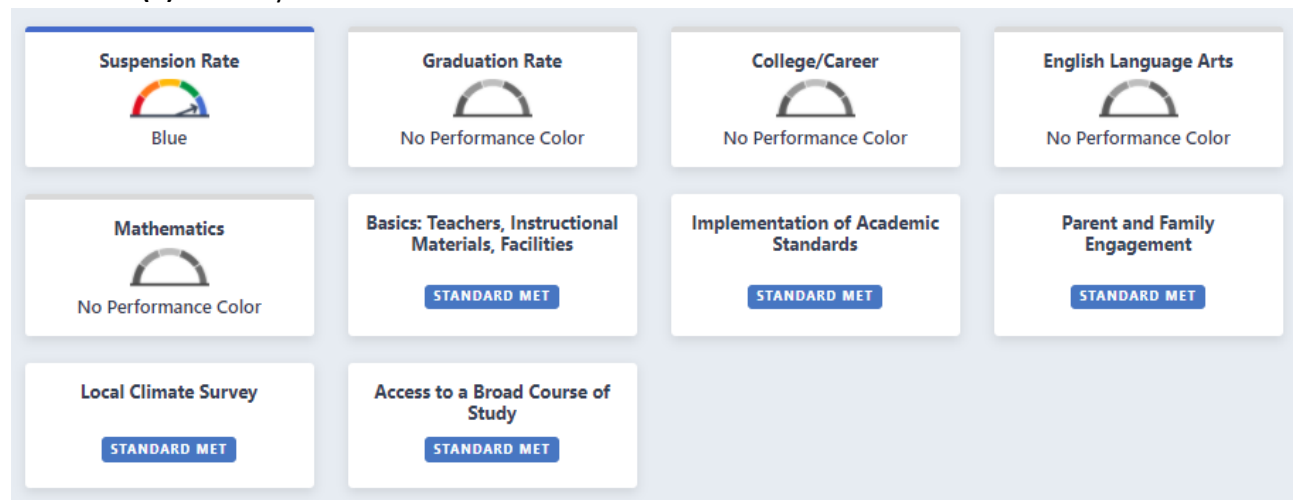 Suspension Rate
Blue
Graduation Rate
No Performance Color
College/Career
No Performance Color
English Language Arts
No Performance Color
Mathematics
No Performance Color
Basics: Teachers, Instructional
Materials, Facilities
STANDARD MET
Implementation of Academic
Standards
STANDARD MET
Parent and Family
Engagement
STANDARD MET
Local Climate Survey
STANDARD MET
Access to a Broad Course of
Study
STANDARD MET